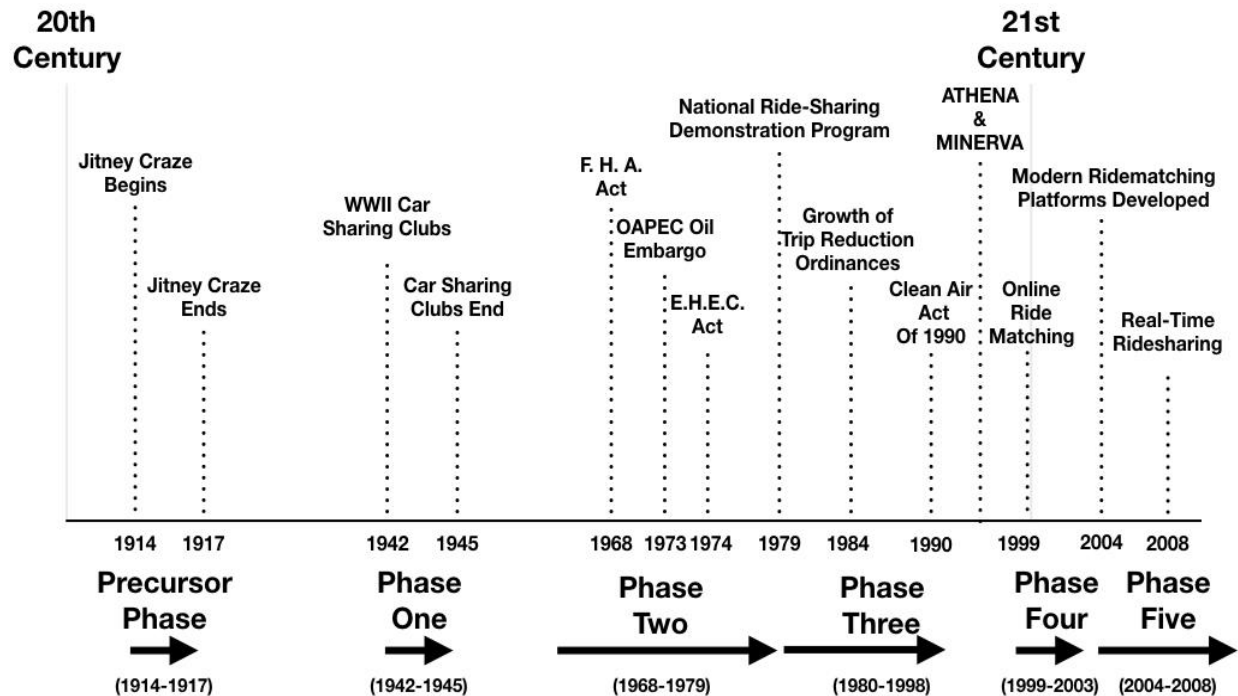 20th
Century
21st
Century
ATHENA
&
MINERVA
National Ride-Sharing
Demonstration Program
Jitney Craze
Begins
F. H. A.
Act
Modern Ridematching
Platforms Developed
WWII Car
Sharing Clubs
OAPEC Oil
Embargo
Growth of
Trip Reduction
Ordinances
Jitney Craze
Ends
Car Sharing
Clubs End
E.H.E.C.
Act
Clean Air
Act
Of 1990
Online
Ride
Matching
Real-Time
Ridesharing
1914 1917 1942 1945 1968 1973 1974 1979 1984 1990 1999 2004 2008
Precursor
Phase
(1914-1917)
Phase
One
(1942-1945)
Phase
Two
(1968-1979)
Phase
Three
(1980-1998)
Phase
Four
(1999-2003)
Phase
Five
(2004-2008)